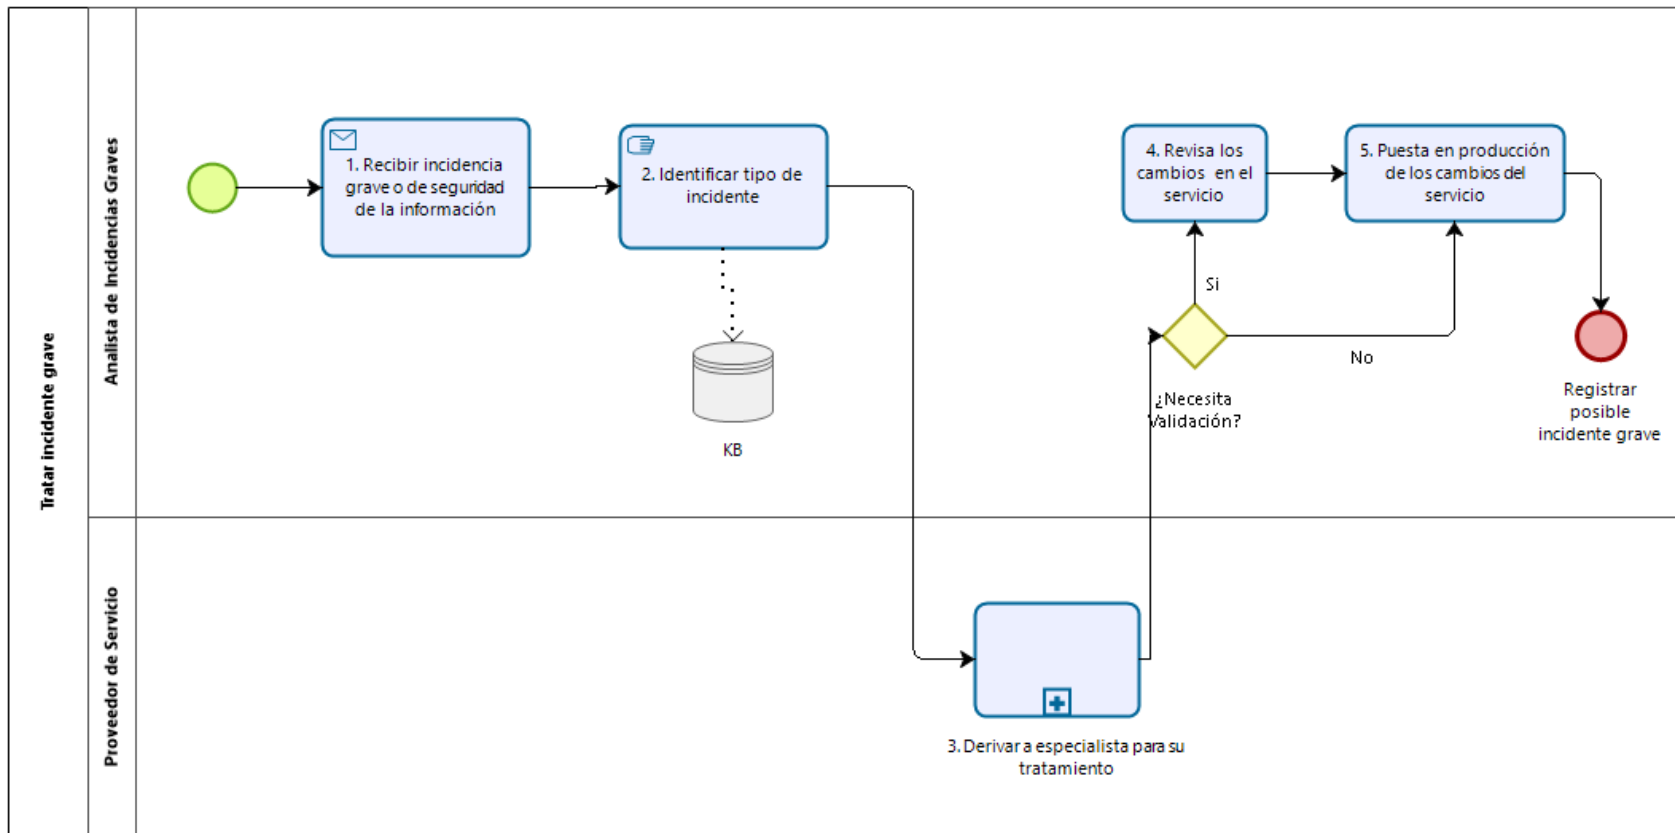 Tratar incidente grave
Analista de Incidencias Graves
1. Recibir incidencia
grave o de seguridad
de la información
2. Identificar tipo de
incidente
KB
4. Revisa los
cambios en el
servicio
5. Puesta en producción
de los cambios del
servicio
Si
No
¿Necesita
Validación?
Registrar
posible
incidente grave
Proveedor de Servicio
3. Derivar a especialista para su
tratamiento